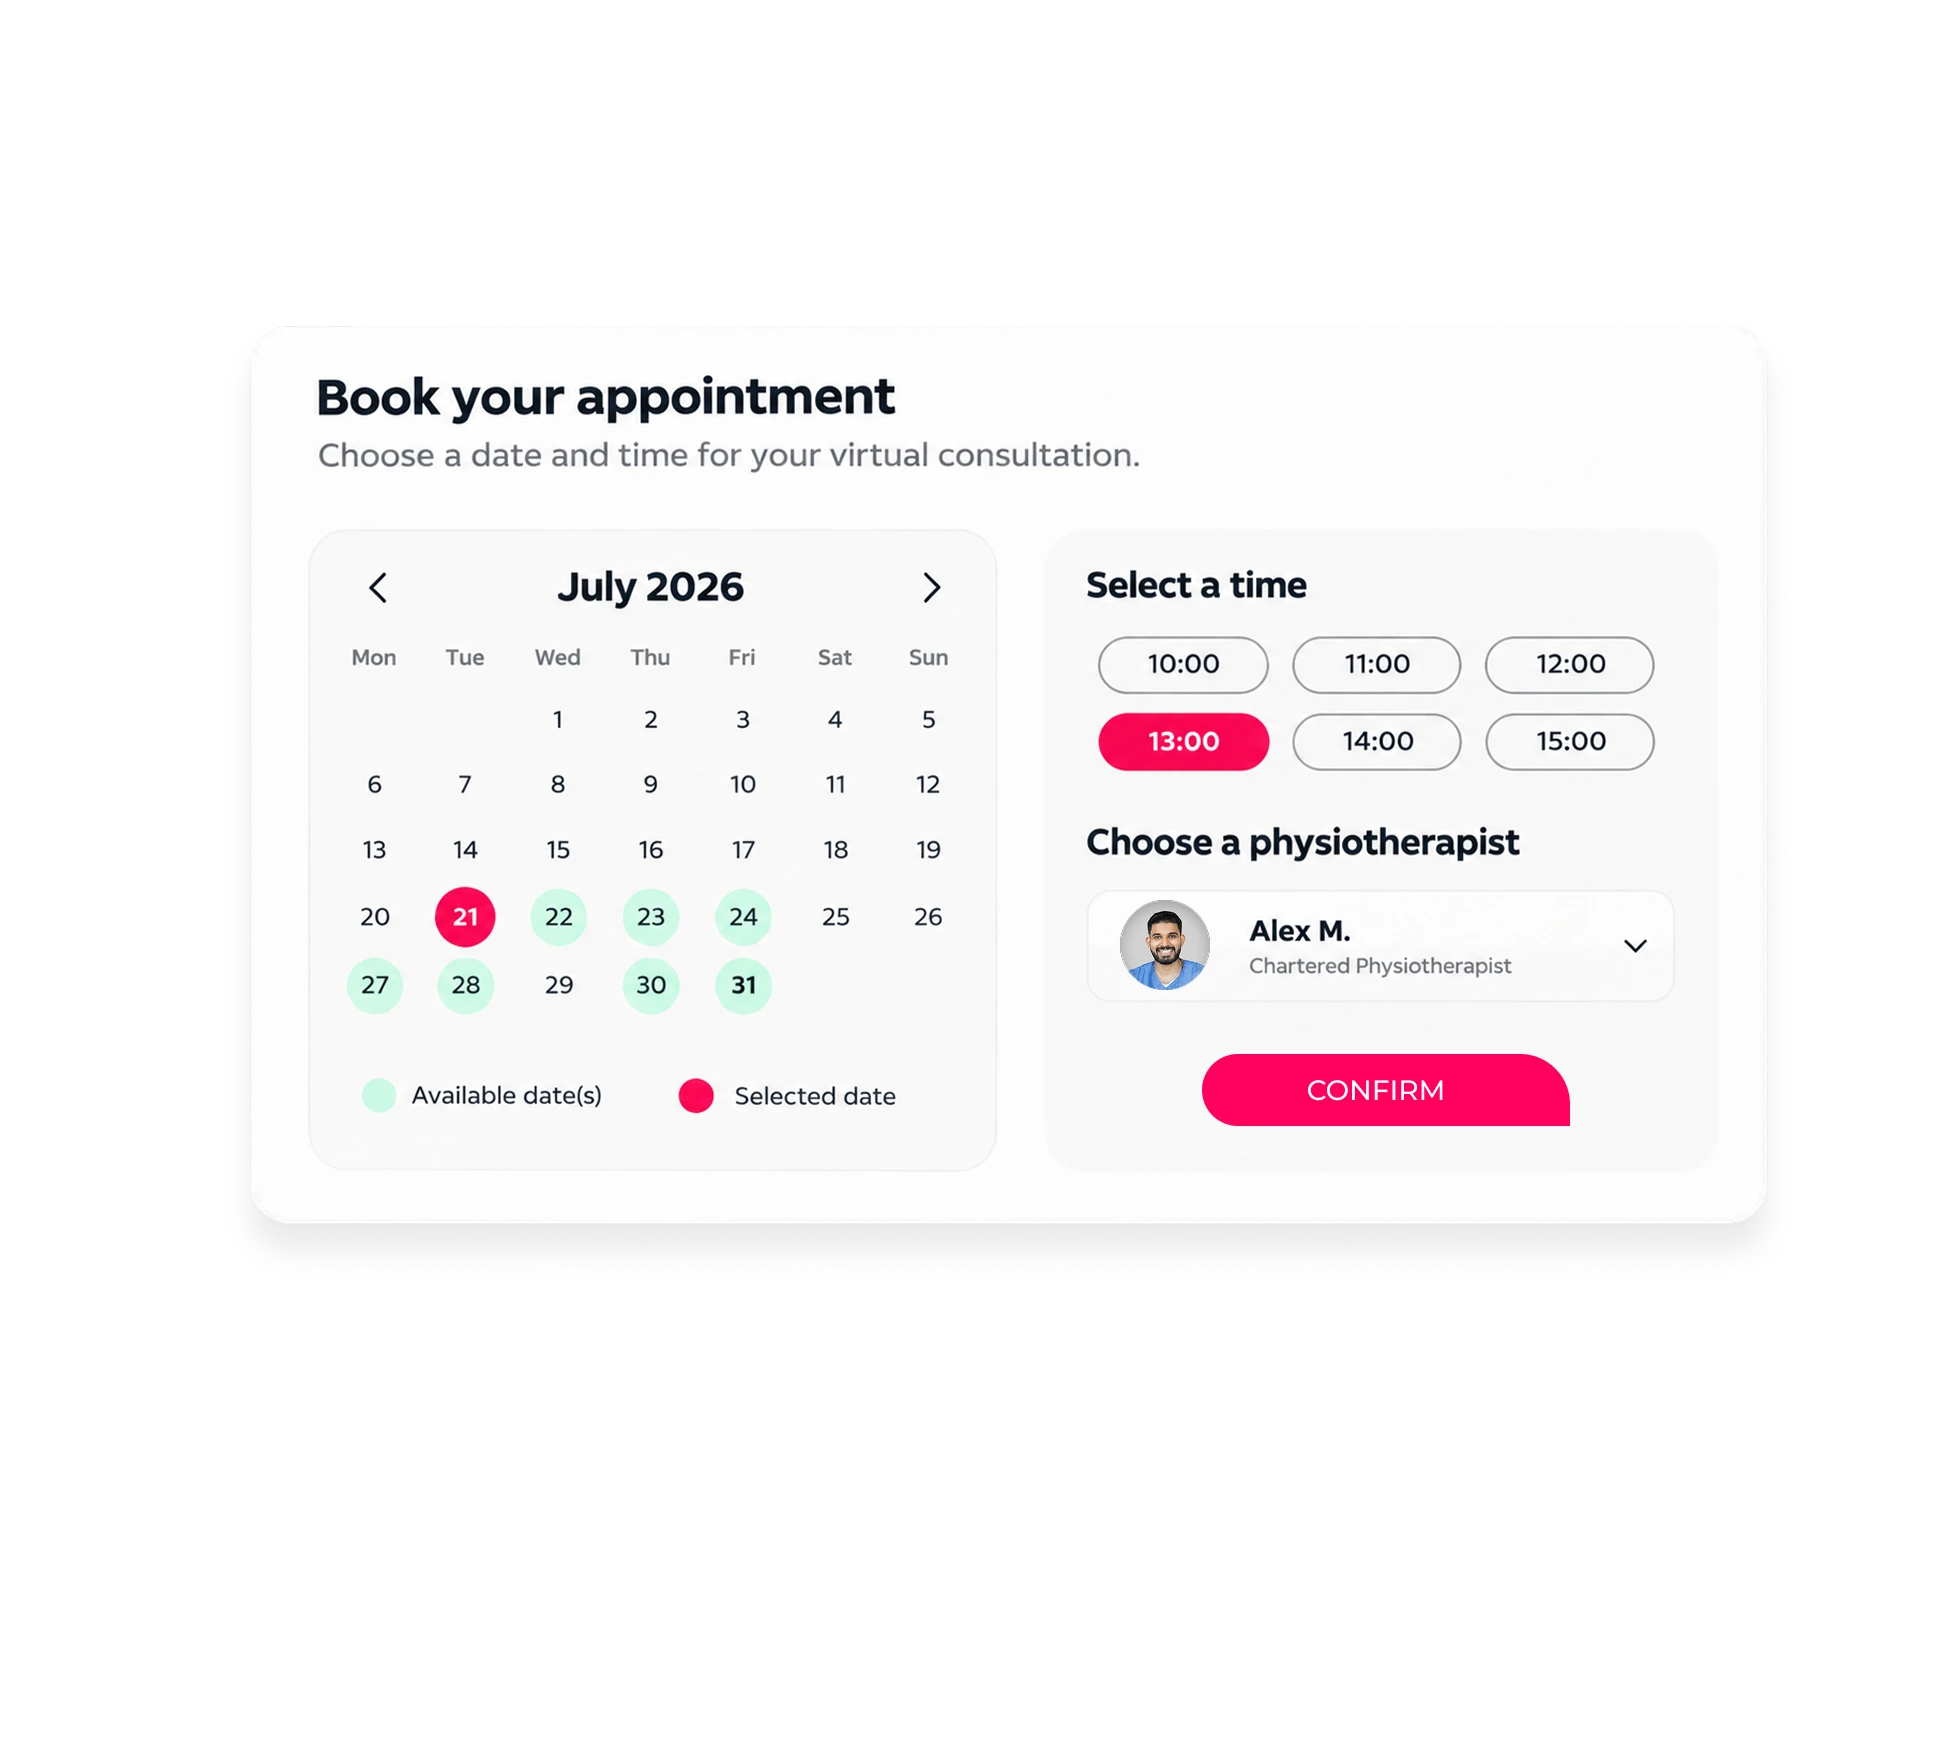 Book your appointment
Choose a date and time for your virtual consultation.
July 2026
Mon Tue Wed Thu Fri Sat Sun
1 2 3 4 5
6 7 8 9 10 11 12
13 14 15 16 17 18 19
20 21 22 23 24 25 26
27 28 29 30 31
Available date(s) Selected date
Select a time
10:00 11:00 12:00
13:00 14:00 15:00
Choose a physiotherapist
Alex M.
Chartered Physiotherapist
CONFIRM